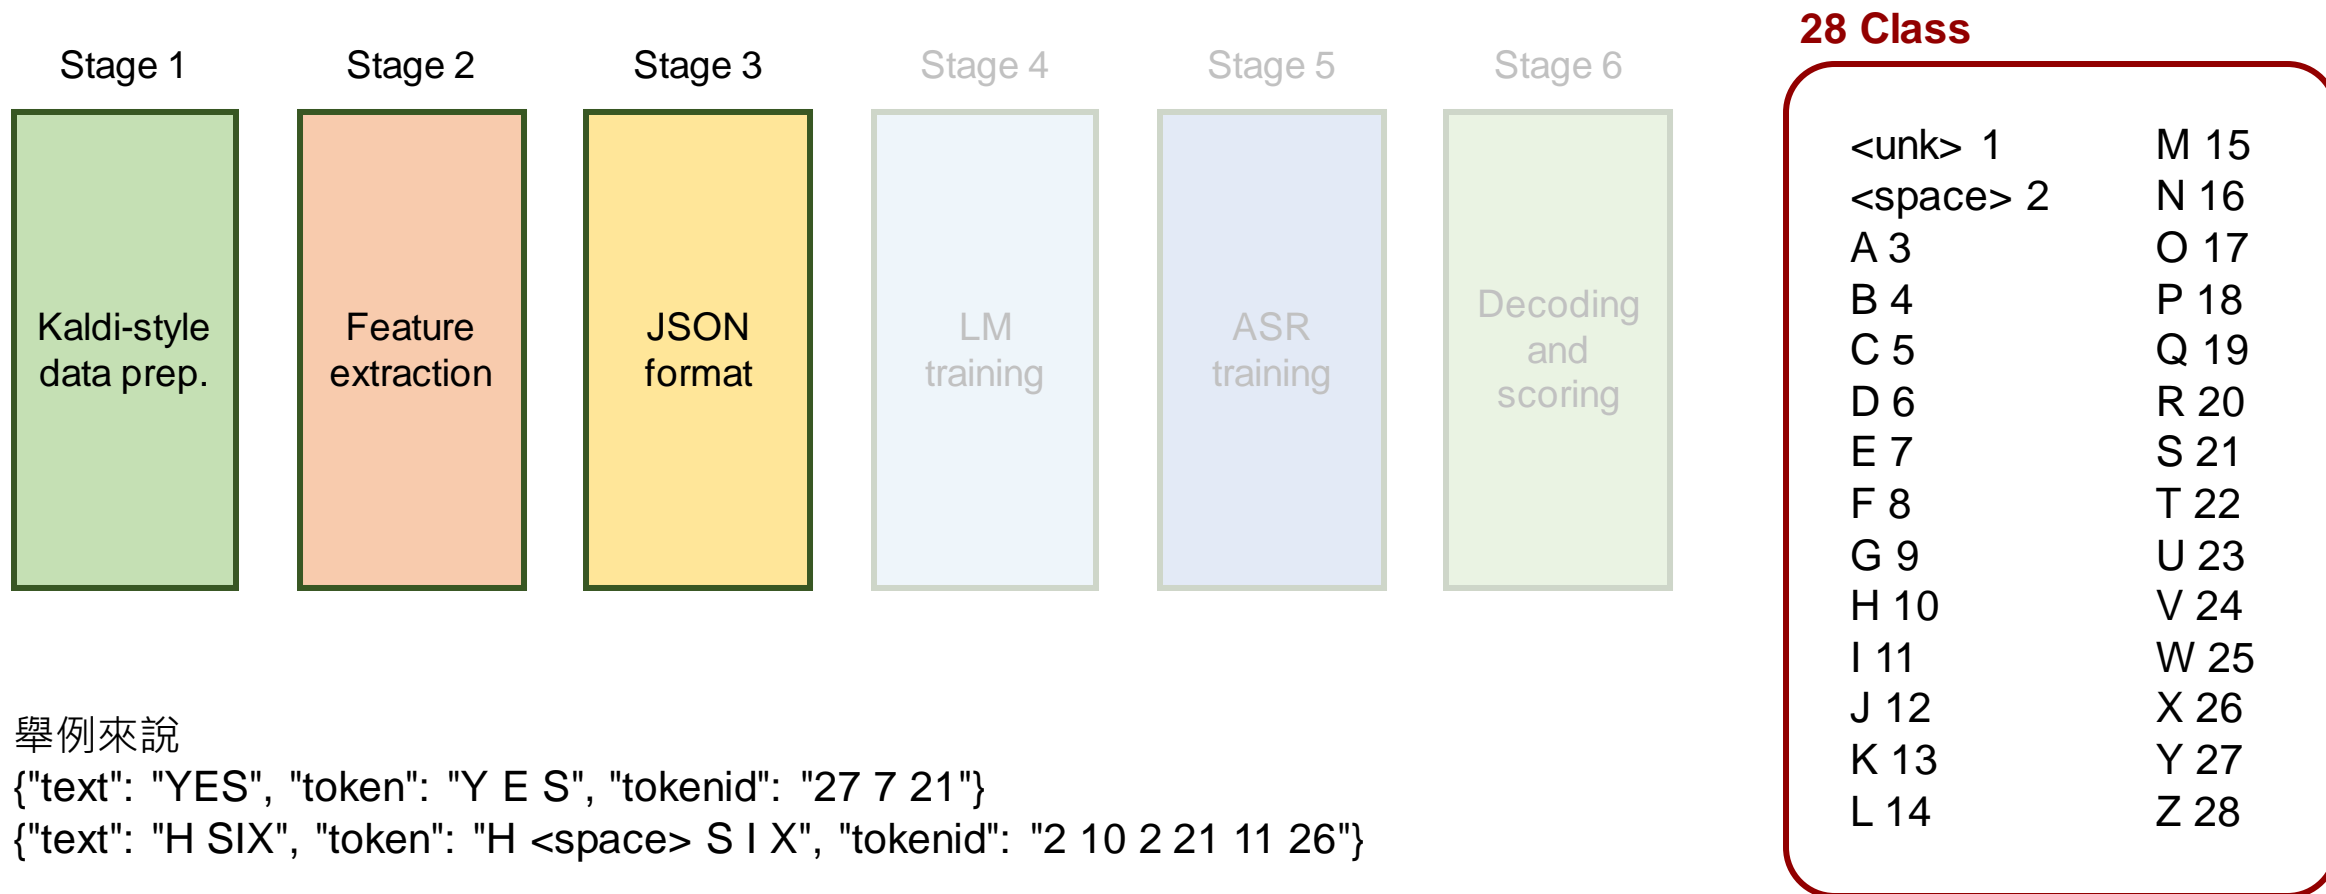 28 Class
Stage 1
Stage 2
Stage 3
Stage 4
Stage 5
Stage 6
Kaldi-style
data prep.
Feature
extraction
JSON
format
LM
training
ASR
training
Decoding
and
scoring
<unk> 1
<space> 2
A 3
B 4
C 5
D 6
E 7
F 8
G 9
H 10
I 11
J 12
K 13
L 14
M 15
N 16
O 17
P 18
Q 19
R 20
S 21
T 22
U 23
V 24
W 25
X 26
Y 27
Z 28
舉例來說
{"text": "YES", "token": "Y E S", "tokenid": "27 7 21"}
{"text": "H SIX", "token": "H <space> S I X", "tokenid": "2 10 2 21 11 26"}